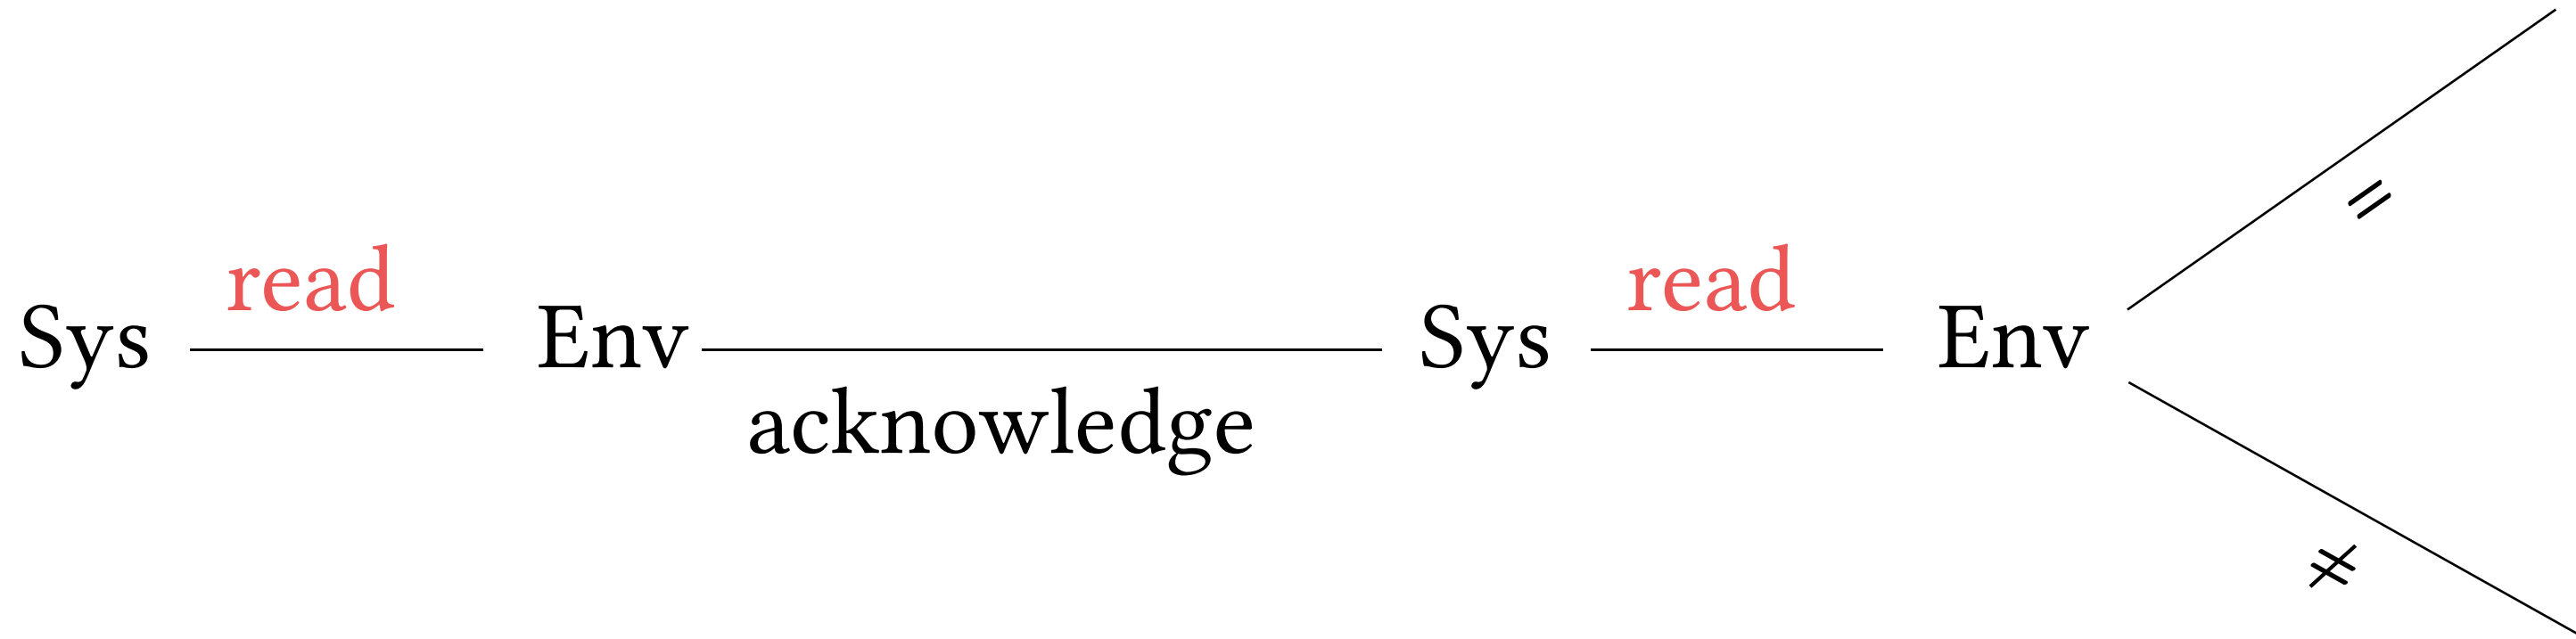 read read
Sys Env Sys Env
acknowledge
=
≠